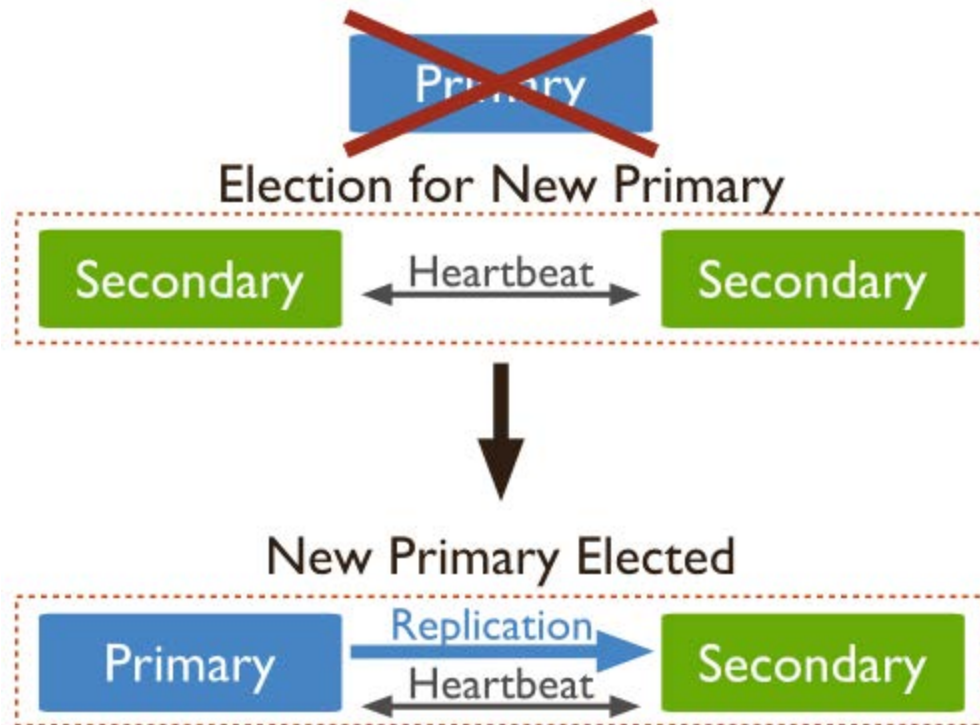 Primary
Election for New Primary
Secondary
Heartbeat
Secondary
New Primary Elected
Primary
Replication
Heartbeat
Secondary